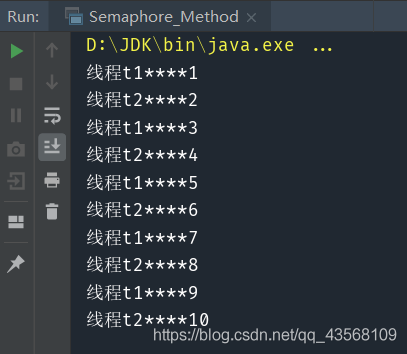 Run: Semaphore_Method ×
D:\JDK\bin\java.exe ...
线程t1****1
线程t2****2
线程t1****3
线程t2****4
线程t1****5
线程t2****6
线程t1****7
线程t2****8
线程t1****9
线程t2****10
https://blog.csdn.net/qq_43568109